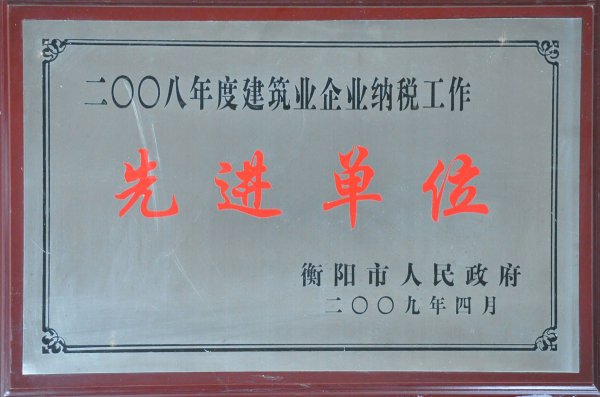 二〇〇八年度建筑业企业纳税工作
先进单位
衡阳市人民政府
二〇〇九年四月